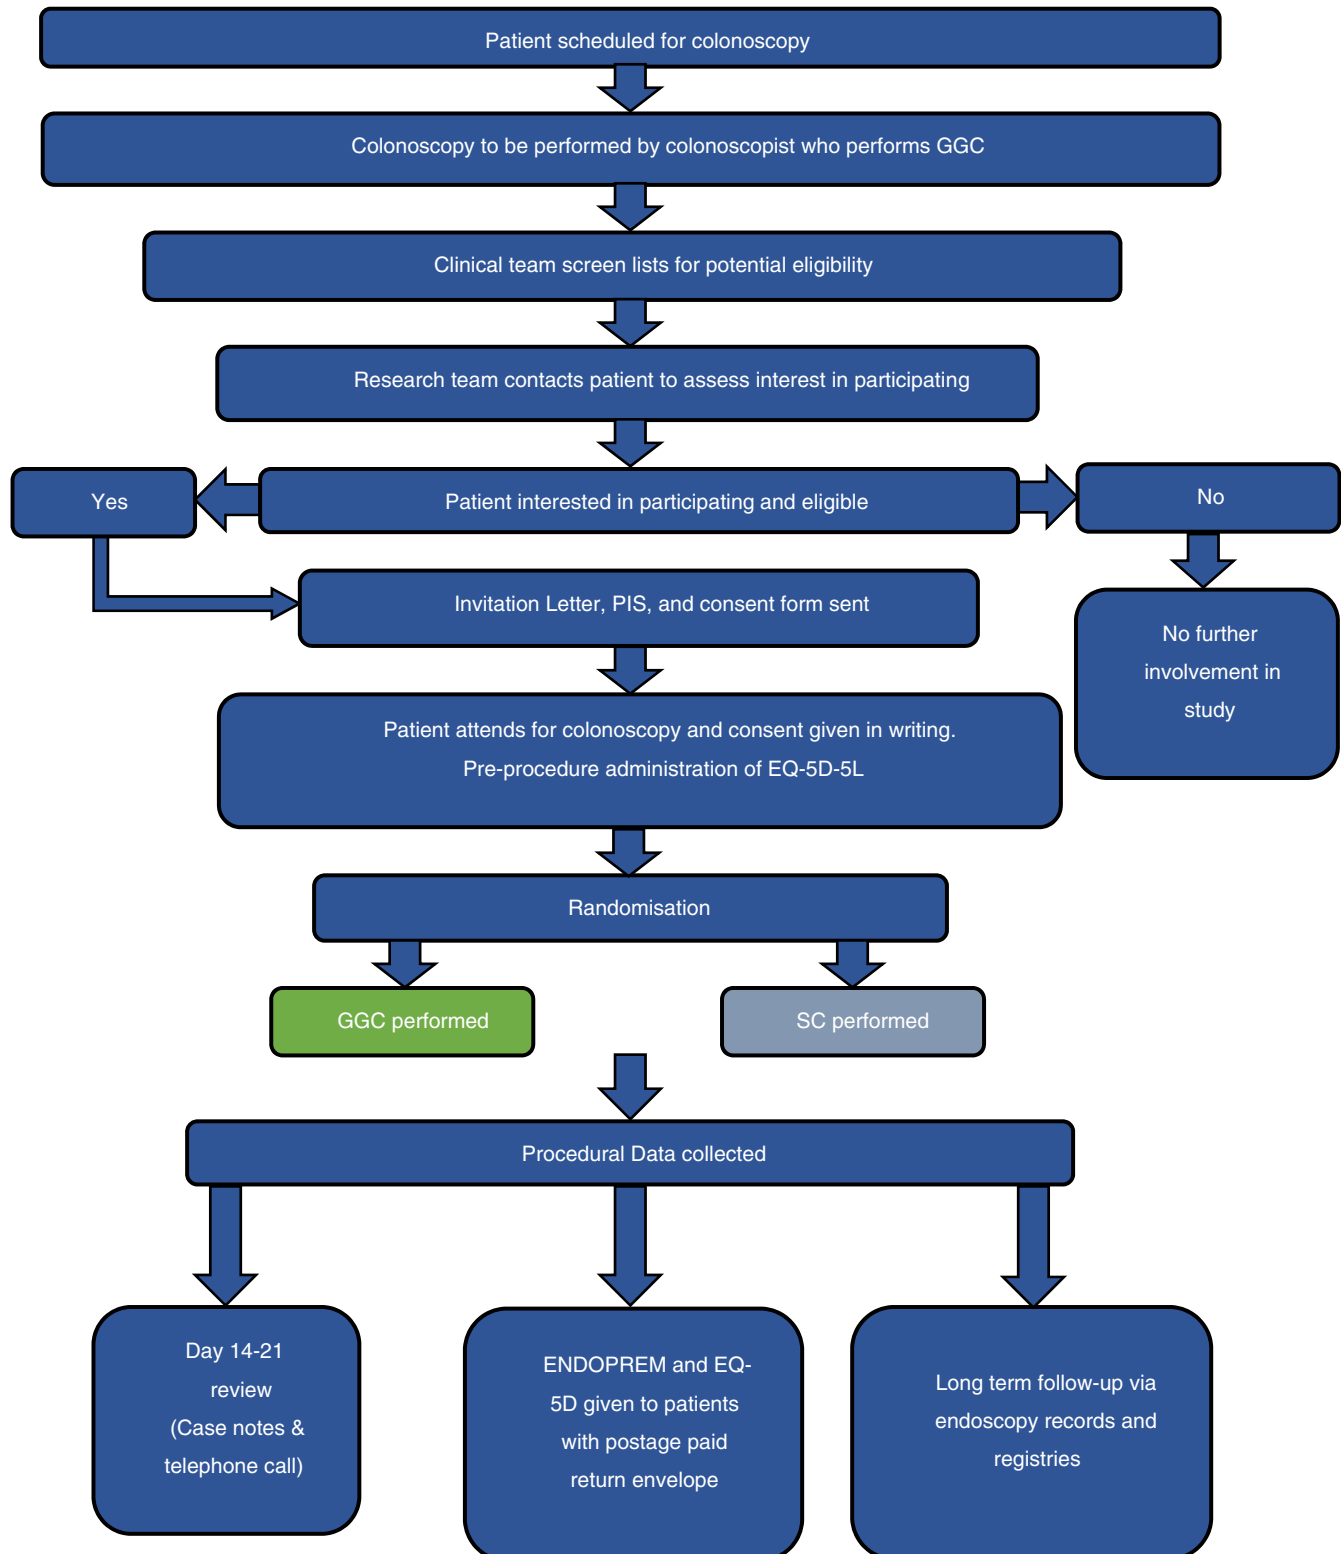 Patient scheduled for colonoscopy
Colonoscopy to be performed by colonoscopist who performs GGC
Clinical team screen lists for potential eligibility
Research team contacts patient to assess interest in participating
Yes
Patient interested in participating and eligible
No
Invitation Letter, PIS, and consent form sent
No further
involvement in
study
Patient attends for colonoscopy and consent given in writing.
Pre-procedure administration of EQ-5D-5L
Randomisation
GGC performed
SC performed
Procedural Data collected
Day 14-21
review
(Case notes &
telephone call)
ENDOPREM and EQ-
5D given to patients
with postage paid
return envelope
Long term follow-up via
endoscopy records and
registries